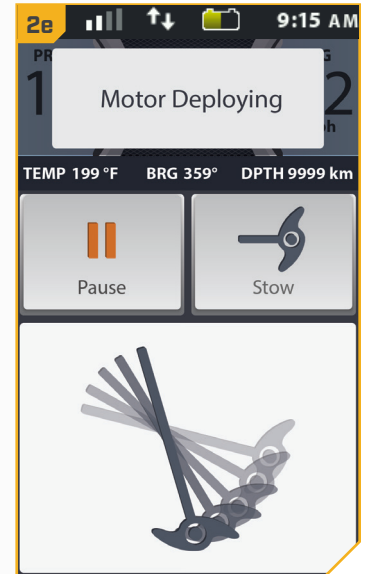 2e
9:15 AM
Motor Deploying
TEMP 199 °F BRG 359° DPTH 9999 km
Pause Stow